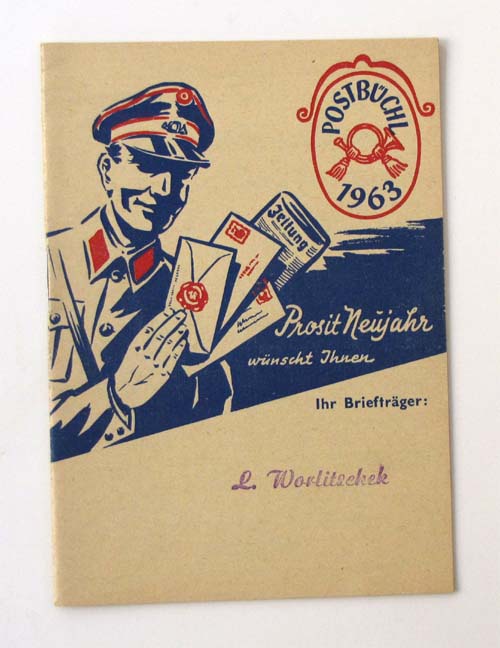 POSTBÜCHL
1963
Zeitung
Prosit Neujahr
wünscht Ihnen
Ihr Briefträger:
L. Worlitschek